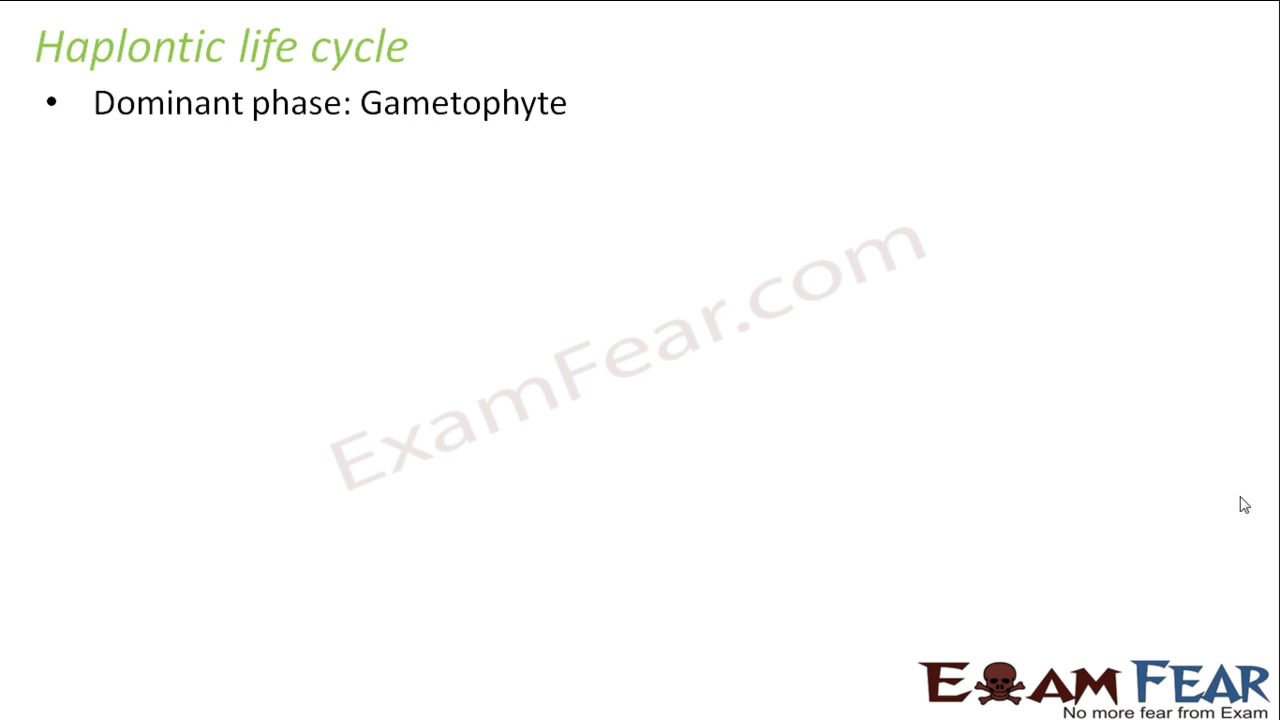 Haplontic life cycle
• Dominant phase: Gametophyte
ExamFear.com
EXAM FEAR
No more fear from Exam